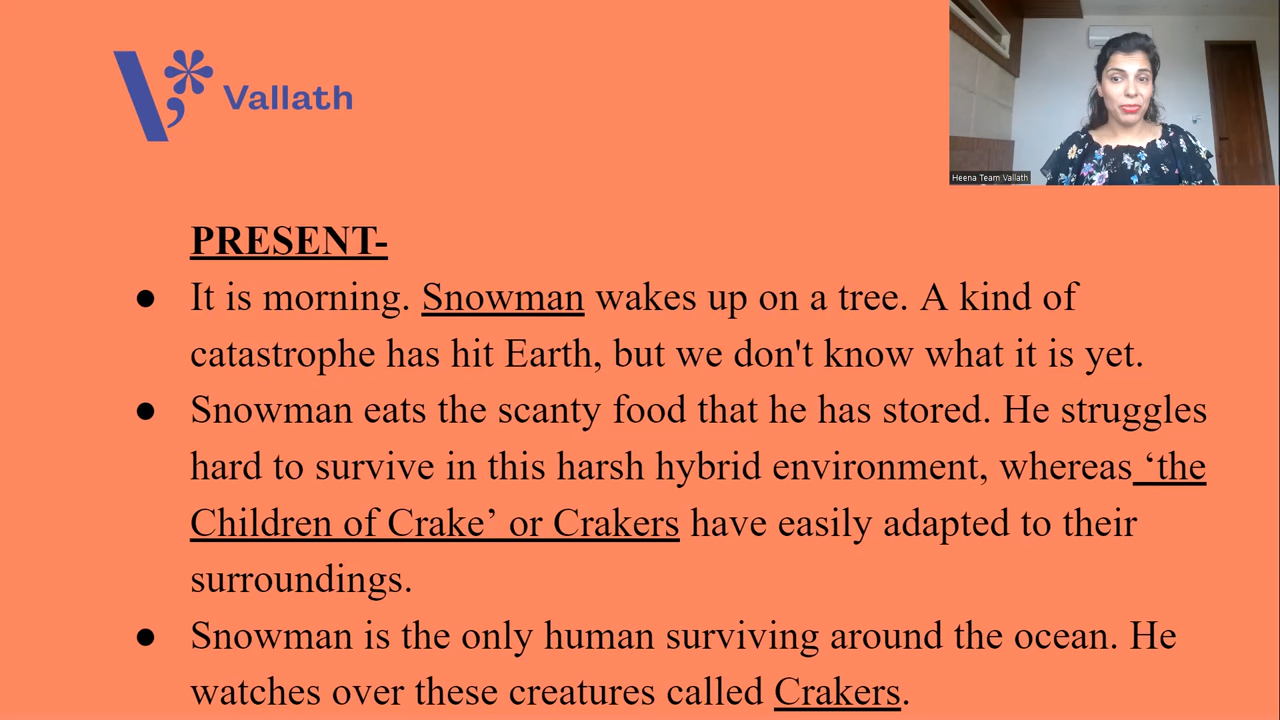 Vallath
Heena Team Vallath
PRESENT-
● It is morning. Snowman wakes up on a tree. A kind of
catastrophe has hit Earth, but we don't know what it is yet.
● Snowman eats the scanty food that he has stored. He struggles
hard to survive in this harsh hybrid environment, whereas ‘the
Children of Crake’ or Crakers have easily adapted to their
surroundings.
● Snowman is the only human surviving around the ocean. He
watches over these creatures called Crakers.